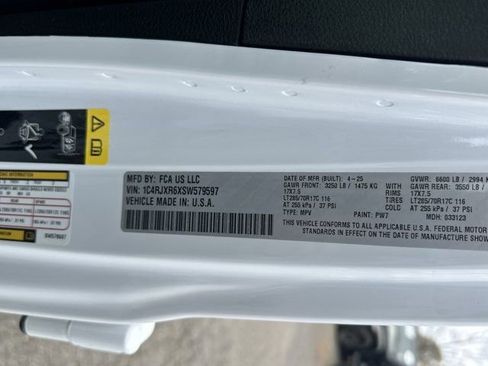 MFD BY: FCA US LLC
VIN: 1C4RJXR6XSW579597
VEHICLE MADE IN: U.S.A.
DATE OF MFR (BUILT): 4-25
GAWR FRONT: 3250 LB / 1475 KG
17X7.5
LT285/70R17C 116
AT 255 kPa / 37 PSI
TYPE: MPV
PAINT: PW7
RIMS
TIRES
COLD
GVWR: 6600 LB / 2994
GAWR REAR: 3550 LB /
17X7.5
LT285/70R17C 116
AT 255 kPa / 37 PSI
MDH: 033123
THIS VEHICLE CONFORMS TO ALL APPLICABLE U.S.A. FEDERAL MOTOR
STANDARDS IN EFFECT ON THE DATE OF MANUFACTURE SHOW